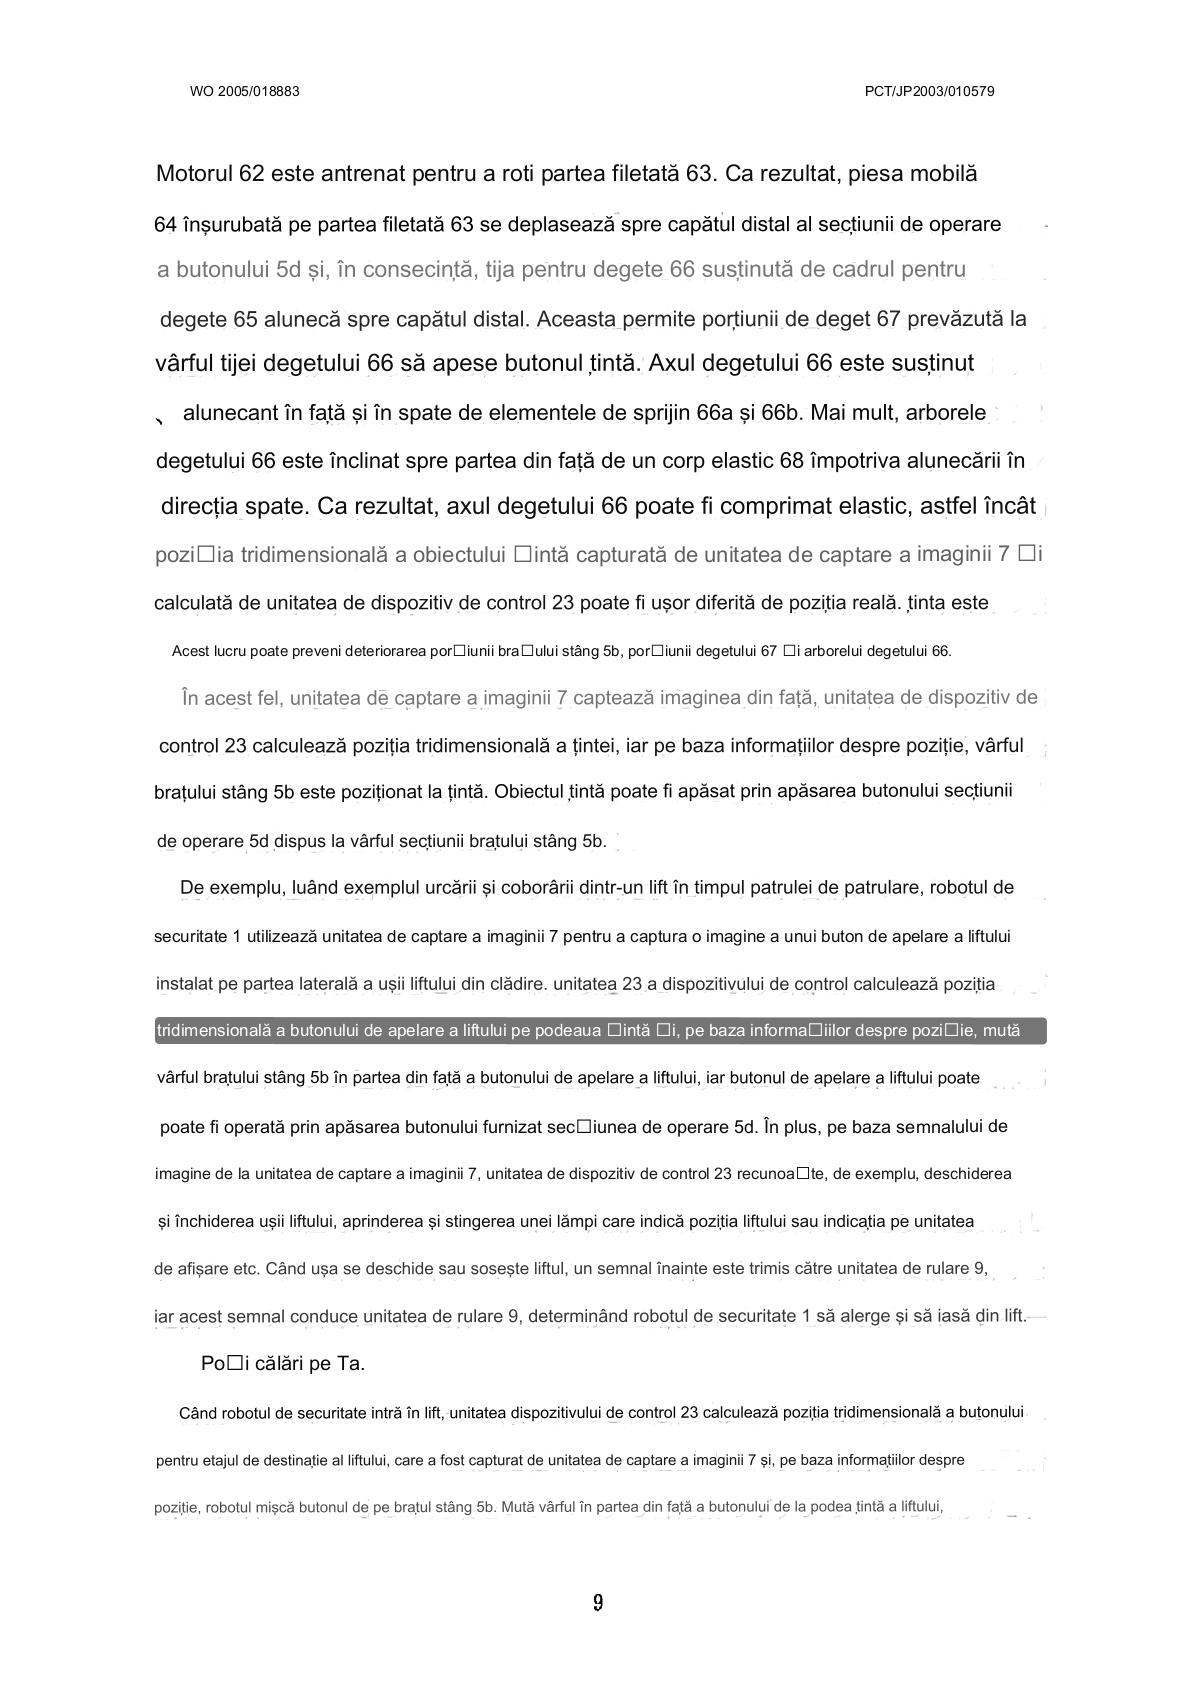 WO 2005/018883 PCT/JP2003/010579
Motorul 62 este antrenat pentru a roti partea filetată 63. Ca rezultat, piesa mobilă
64 înșurubată pe partea filetată 63 se deplasează spre capătul distal al secțiunii de operare
a butonului 5d și, în consecință, tija pentru degete 66 susținută de cadrul pentru
degete 65 alunecă spre capătul distal. Aceasta permite porțiunii de deget 67 prevăzută la
vârful tijei degetului 66 să apese butonul țintă. Axul degetului 66 este susținut
、 alunecant în față și în spate de elementele de sprijin 66a și 66b. Mai mult, arborele
degetului 66 este înclinat spre partea din față de un corp elastic 68 împotriva alunecării în
direcția spate. Ca rezultat, axul degetului 66 poate fi comprimat elastic, astfel încât
pozi□ia tridimensională a obiectului □intă capturată de unitatea de captare a imaginii 7 □i
calculată de unitatea de dispozitiv de control 23 poate fi ușor diferită de poziția reală. ținta este
Acest lucru poate preveni deteriorarea por□iunii bra□ului stâng 5b, por□iunii degetului 67 □i arborelui degetului 66.
În acest fel, unitatea de captare a imaginii 7 captează imaginea din față, unitatea de dispozitiv de
control 23 calculează poziția tridimensională a țintei, iar pe baza informațiilor despre poziție, vârful
brațului stâng 5b este poziționat la țintă. Obiectul țintă poate fi apăsat prin apăsarea butonului secțiunii
de operare 5d dispus la vârful secțiunii brațului stâng 5b.
De exemplu, luând exemplul urcării și coborârii dintr-un lift în timpul patrulei de patrulare, robotul de
securitate 1 utilizează unitatea de captare a imaginii 7 pentru a captura o imagine a unui buton de apelare a liftului
instalat pe partea laterală a ușii liftului din clădire. unitatea 23 a dispozitivului de control calculează poziția
tridimensională a butonului de apelare a liftului pe podeaua □intă □i, pe baza informa□iilor despre pozi□ie, mută
vârful brațului stâng 5b în partea din față a butonului de apelare a liftului, iar butonul de apelare a liftului poate
poate fi operată prin apăsarea butonului furnizat sec□iunea de operare 5d. În plus, pe baza semnalului de
imagine de la unitatea de captare a imaginii 7, unitatea de dispozitiv de control 23 recunoa□te, de exemplu, deschiderea
și închiderea ușii liftului, aprinderea și stingerea unei lămpi care indică poziția liftului sau indicația pe unitatea
de afișare etc. Când ușa se deschide sau sosește liftul, un semnal înainte este trimis către unitatea de rulare 9,
iar acest semnal conduce unitatea de rulare 9, determinând robotul de securitate 1 să alerge și să iasă din lift.
Po□i călări pe Ta.
Când robotul de securitate intră în lift, unitatea dispozitivului de control 23 calculează poziția tridimensională a butonului
pentru etajul de destinație al liftului, care a fost capturat de unitatea de captare a imaginii 7 și, pe baza informațiilor despre
poziție, robotul mișcă butonul de pe brațul stâng 5b. Mută vârful în partea din față a butonului de la podea țintă a liftului,
9